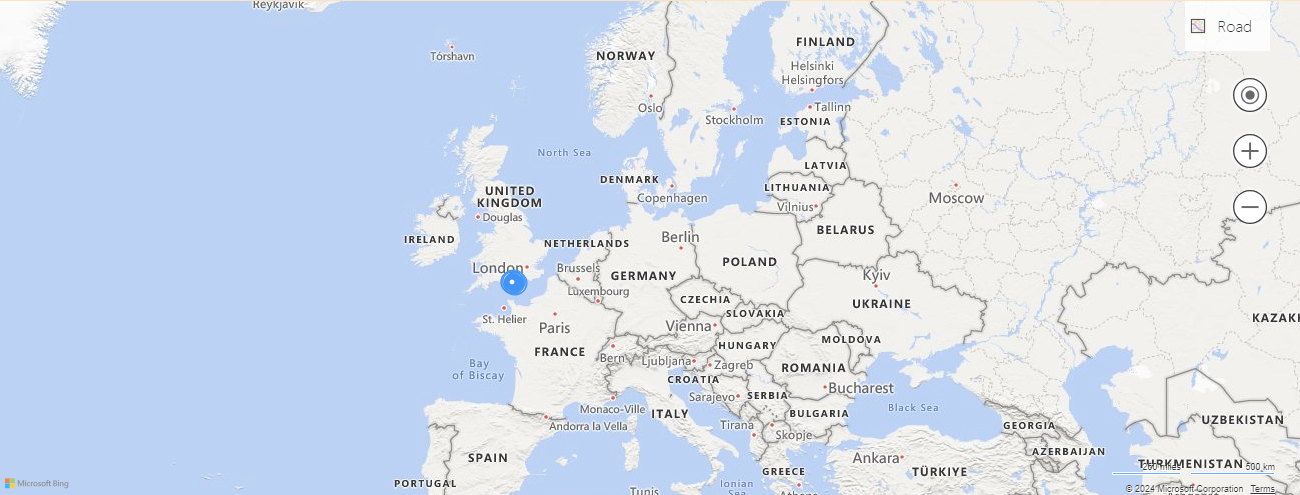 Reykjavík
Road
Tórshavn
NORWAY
FINLAND
Helsinki
Helsingfors
Oslo
Stockholm
Tallinn
ESTONIA
North Sea
LATVIA
DENMARK
LITHUANIA
Copenhagen
Vilnius
UNITED
KINGDOM
Moscow
Douglas
IRELAND
NETHERLANDS
Berlin
BELARUS
London
Brussels
GERMANY
POLAND
Kyiv
Luxembourg
CZECHIA
UKRAINE
St. Helier
Paris
SLOVAKIA
Vienna
KAZAKH
FRANCE
Bern
HUNGARY
MOLDOVA
Ljubljana
Zagreb
ROMANIA
Bay
of Biscay
CROATIA
Bucharest
Sarajevo
SERBIA
Monaco-Ville
ITALY
BULGARIA
Black Sea
Andorra la Vella
Tirana
Skopje
GEORGIA
UZBEKISTAN
SPAIN
Ankara
AZERBAIJAN
GREECE
TÜRKIYE
TURKMENISTAN
250 miles
500 km
PORTUGAL
Microsoft Bing
Tunis
Ionian
Sea
Athens
© 2024 Microsoft Corporation Terms